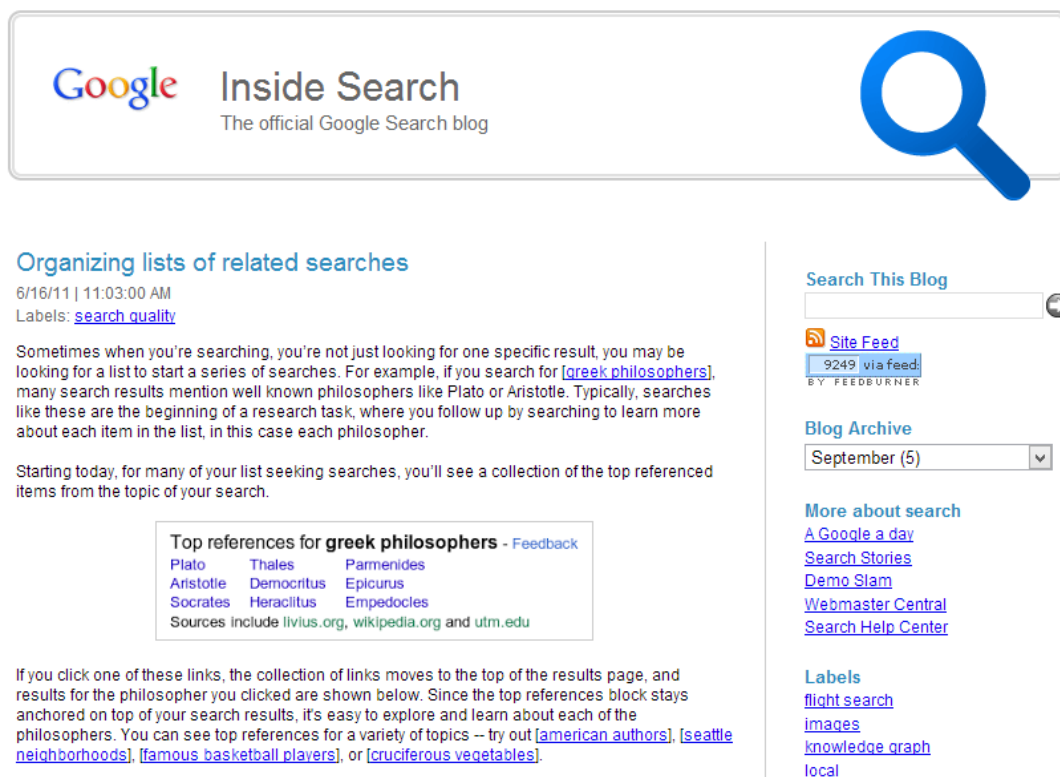 Google
Inside Search
The official Google Search blog
Organizing lists of related searches
6/16/11 | 11:03:00 AM
Labels: search quality
Sometimes when you're searching, you're not just looking for one specific result, you may be
looking for a list to start a series of searches. For example, if you search for [greek philosophers],
many search results mention well known philosophers like Plato or Aristotle. Typically, searches
like these are the beginning of a research task, where you follow up by searching to learn more
about each item in the list, in this case each philosopher.
Starting today, for many of your list seeking searches, you'll see a collection of the top referenced
items from the topic of your search.
Top references for greek philosophers - Feedback
Plato Thales Parmenides
Aristotle Democritus Epicurus
Socrates Heraclitus Empedocles
Sources include livius.org, wikipedia.org and utm.edu
If you click one of these links, the collection of links moves to the top of the results page, and
results for the philosopher you clicked are shown below. Since the top references block stays
anchored on top of your search results, it's easy to explore and learn about each of the
philosophers. You can see top references for a variety of topics -- try out [american authors], [seattle
neighborhoods], [famous basketball players], or [cruciferous vegetables].
Search This Blog
Site Feed
9249 via feed:
BY FEEDBURNER
Blog Archive
September (5)
More about search
A Google a day
Search Stories
Demo Slam
Webmaster Central
Search Help Center
Labels
flight search
images
knowledge graph
local